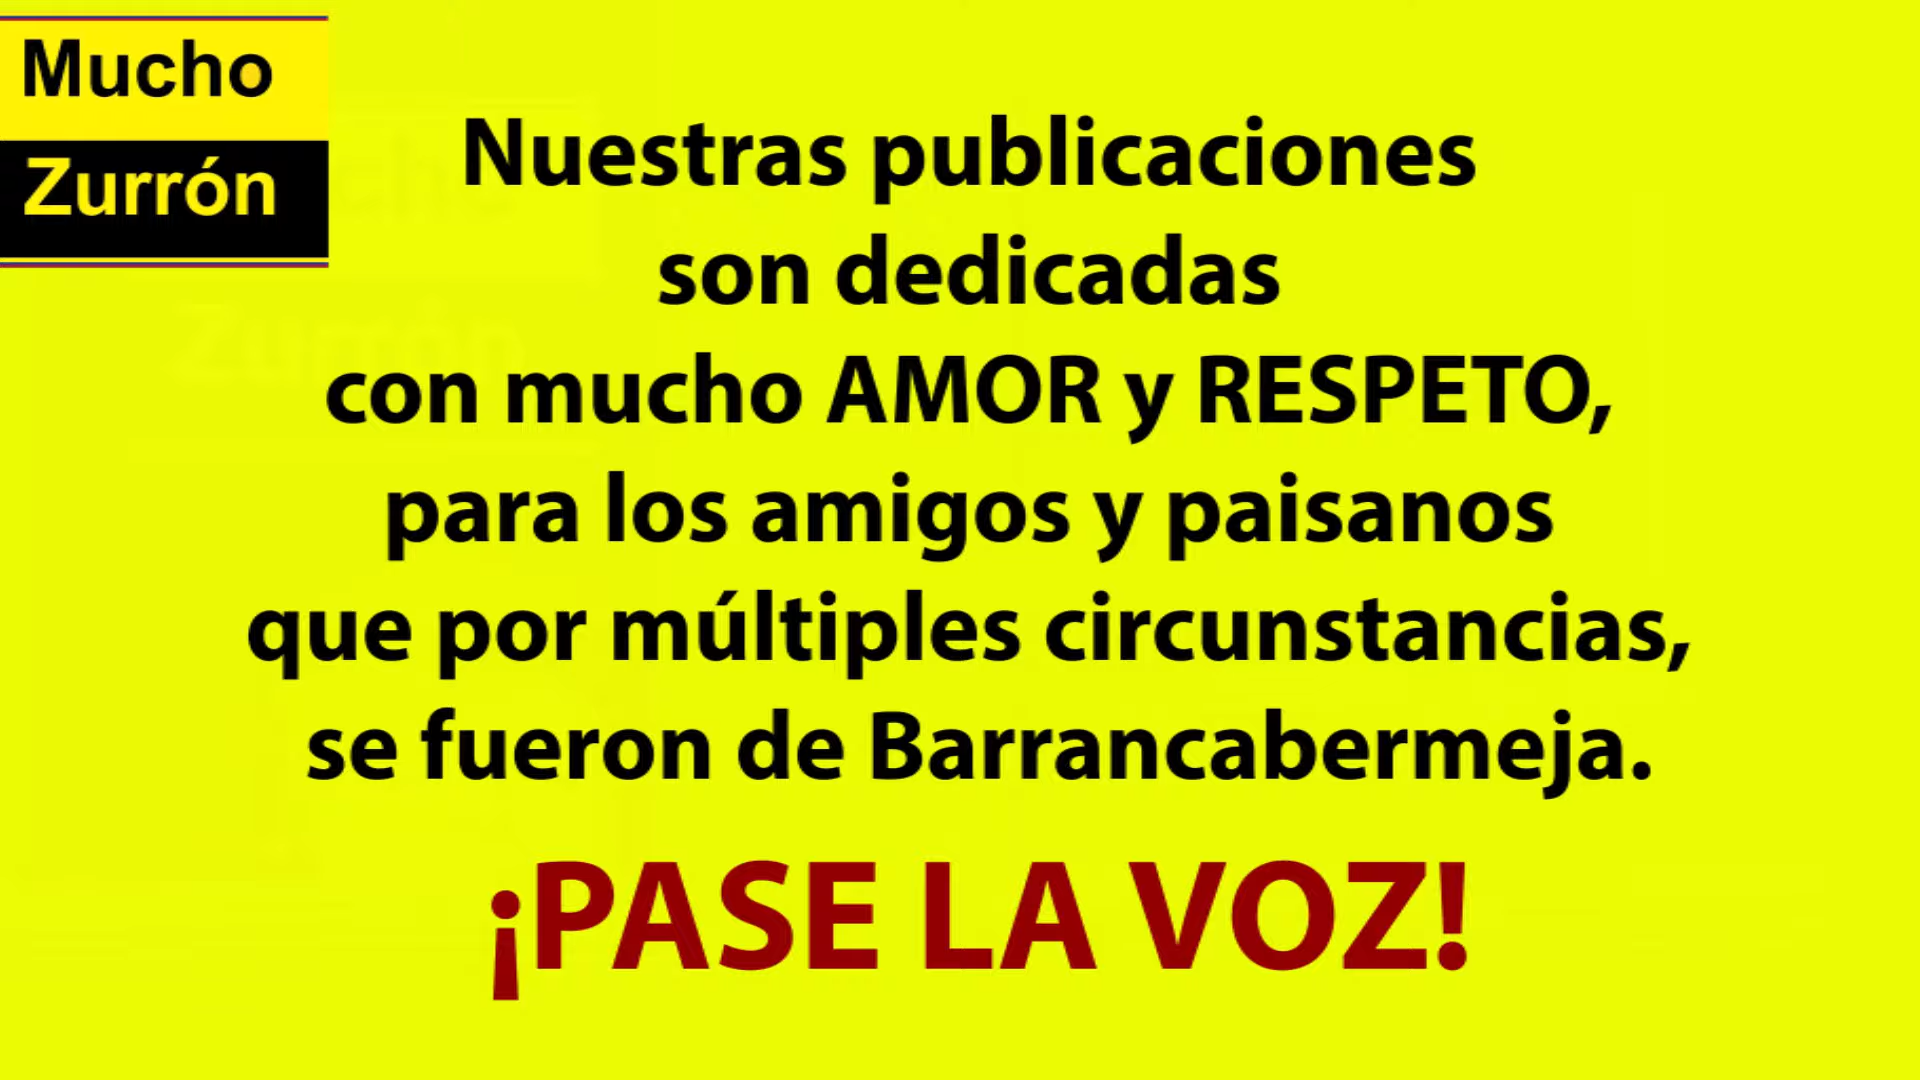 Mucho
Zurrón
Nuestras publicaciones
son dedicadas
con mucho AMOR y RESPETO,
para los amigos y paisanos
que por múltiples circunstancias,
se fueron de Barrancabermeja.
¡PASE LA VOZ!